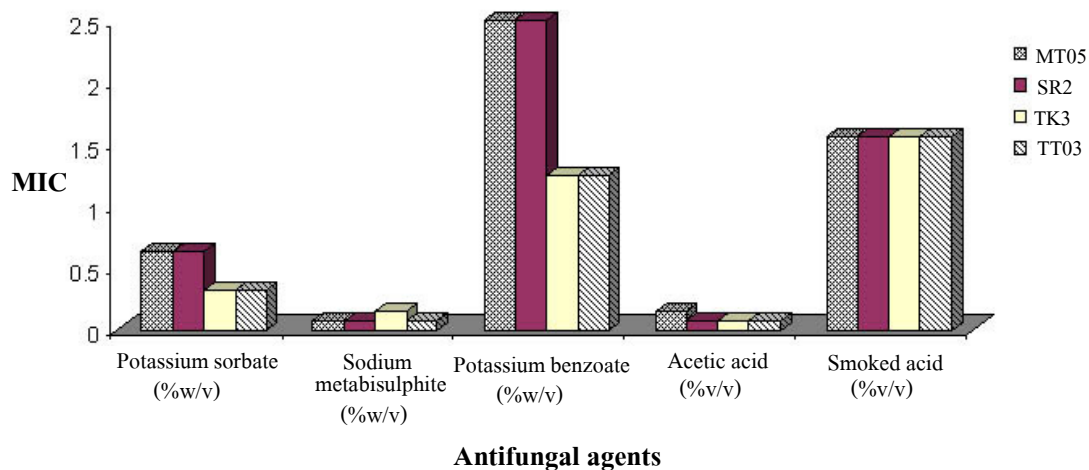 2.5
2
1.5
1
0.5
0
MIC
MT05
SR2
TK3
TT03
Potassium sorbate
(%w/v)
Sodium
metabisulphite
(%w/v)
Potassium benzoate
(%w/v)
Acetic acid
(%v/v)
Smoked acid
(%v/v)
Antifungal agents